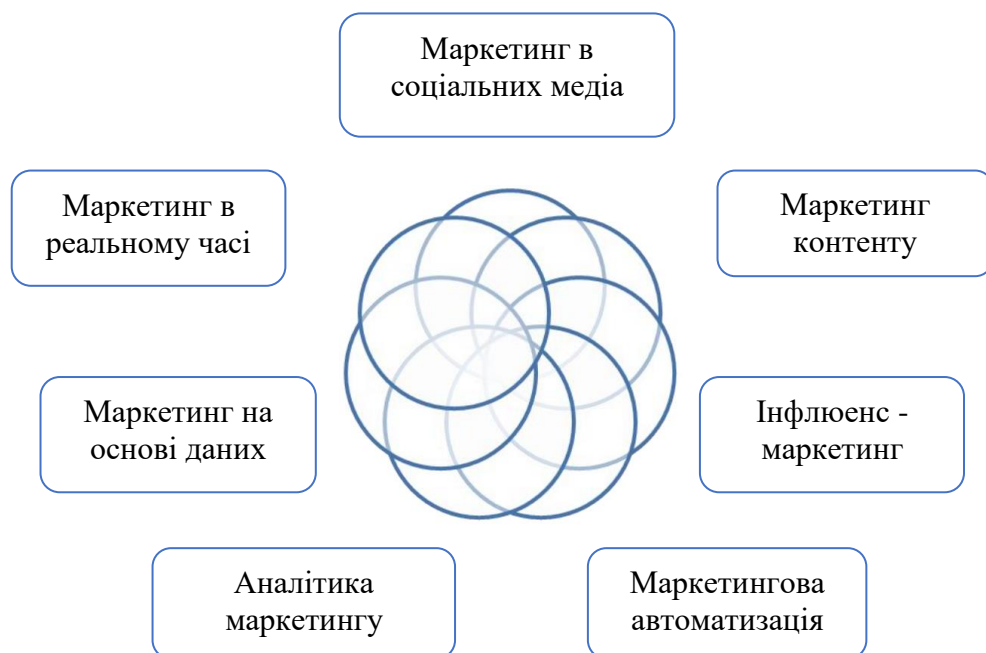 Маркетинг в
соціальних медіа
Маркетинг в
реальному часі
Маркетинг
контенту
Маркетинг на
основі даних
Інфлюенс -
маркетинг
Аналітика
маркетингу
Маркетингова
автоматизація